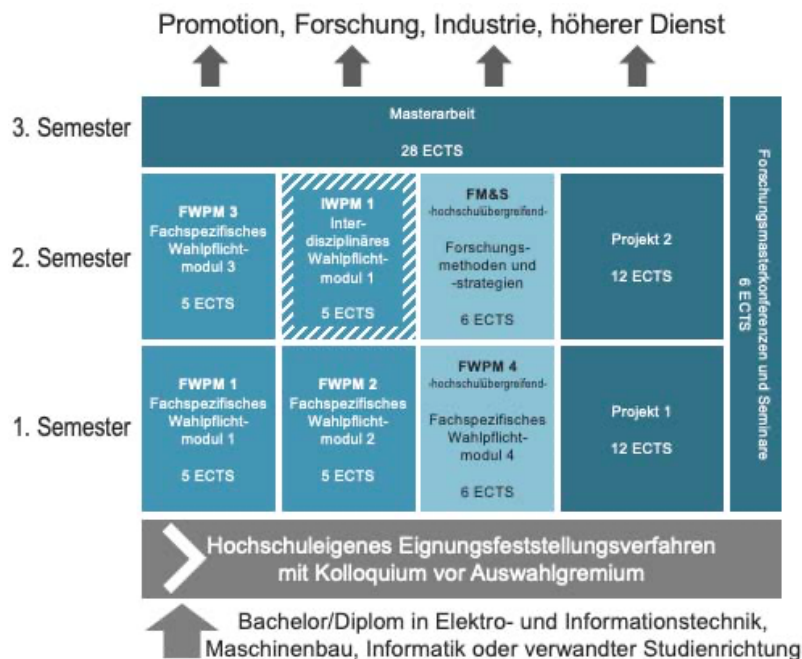 Promotion, Forschung, Industrie, höherer Dienst
3. Semester
Masterarbeit
28 ECTS
2. Semester
FWPM 3
Fachspezifisches
Wahlpflicht-
modul 3
5 ECTS
IWPM 1
Inter-
disziplinäres
Wahlpflicht-
modul 1
5 ECTS
FM&S
-hochschulübergreifend-
Forschungs-
methoden und
-strategien
6 ECTS
Projekt 2
12 ECTS
1. Semester
FWPM 1
Fachspezifisches
Wahlpflicht-
modul 1
5 ECTS
FWPM 2
Fachspezifisches
Wahlpflicht-
modul 2
5 ECTS
FWPM 4
-hochschulübergreifend-
Fachspezifisches
Wahlpflicht-
modul 4
6 ECTS
Projekt 1
12 ECTS
Forschungsmasterkonferenzen und Seminare
6 ECTS
Hochschuleigenes Eignungsfeststellungsverfahren
mit Kolloquium vor Auswahlgremium
Bachelor/Diplom in Elektro- und Informationstechnik,
Maschinenbau, Informatik oder verwandter Studienrichtung